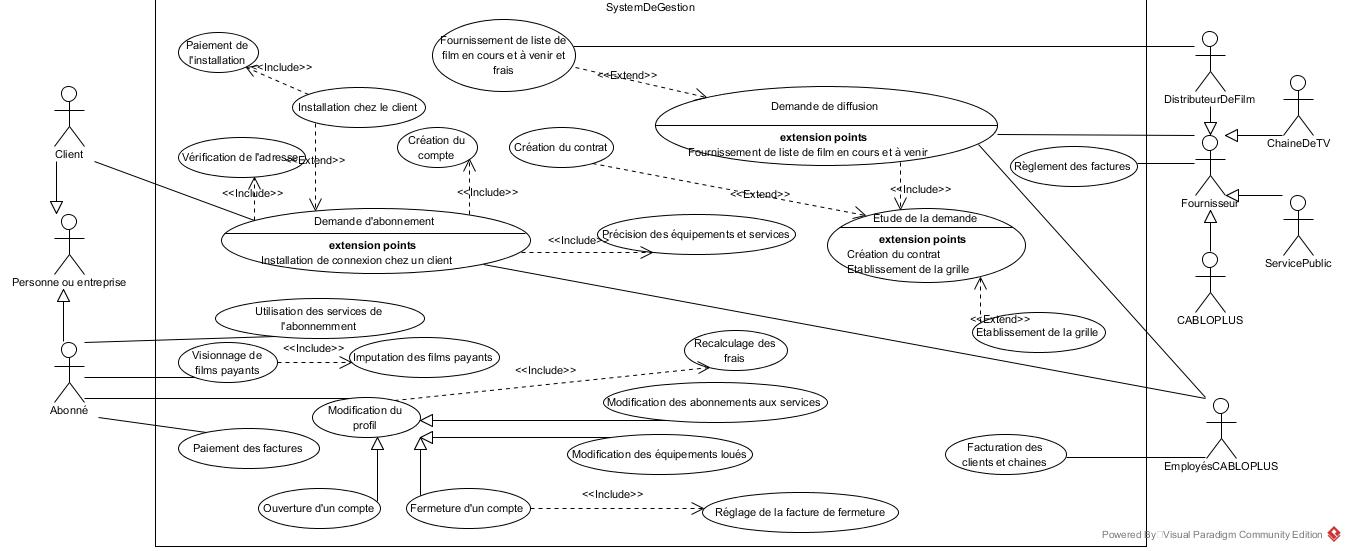 SystemDeGestion
Paiement de
l'installation
<<Include>>
Installation chez le client
Fournissement de liste de
film en cours et à venir et
frais
<<Extend>>
Demande de diffusion
extension points
Fournissement de liste de film en cours et à venir
DistributeurDeFilm
ChaineDeTV
Client
Vérification de l'adresse
<<Extend>>
Création du
compte
Création du contrat
<<Extend>>
<<Include>>
Règlement des factures
Fournisseur
<<Include>>
<<Include>>
Demande d'abonnement
extension points
Installation de connexion chez un client
<<Include>>
Précision des équipements et services
Etude de la demande
extension points
Création du contrat
Etablissement de la grille
ServicePublic
Personne ou entreprise
CABLOPLUS
<<Extend>>
Etablissement de la grille
Utilisation des services de
l'abonnemment
Visionnage de
films payants
<<Include>>
Imputation des films payants
Recalculage des
frais
<<Include>>
Abonné
Modification du
profil
Modification des abonnements aux services
Paiement des factures
Modification des équipements loués
Facturation des
clients et chaines
EmployésCABLOPLUS
Ouverture d'un compte
Fermeture d'un compte
<<Include>>
Réglage de la facture de fermeture
Powered By Visual Paradigm Community Edition